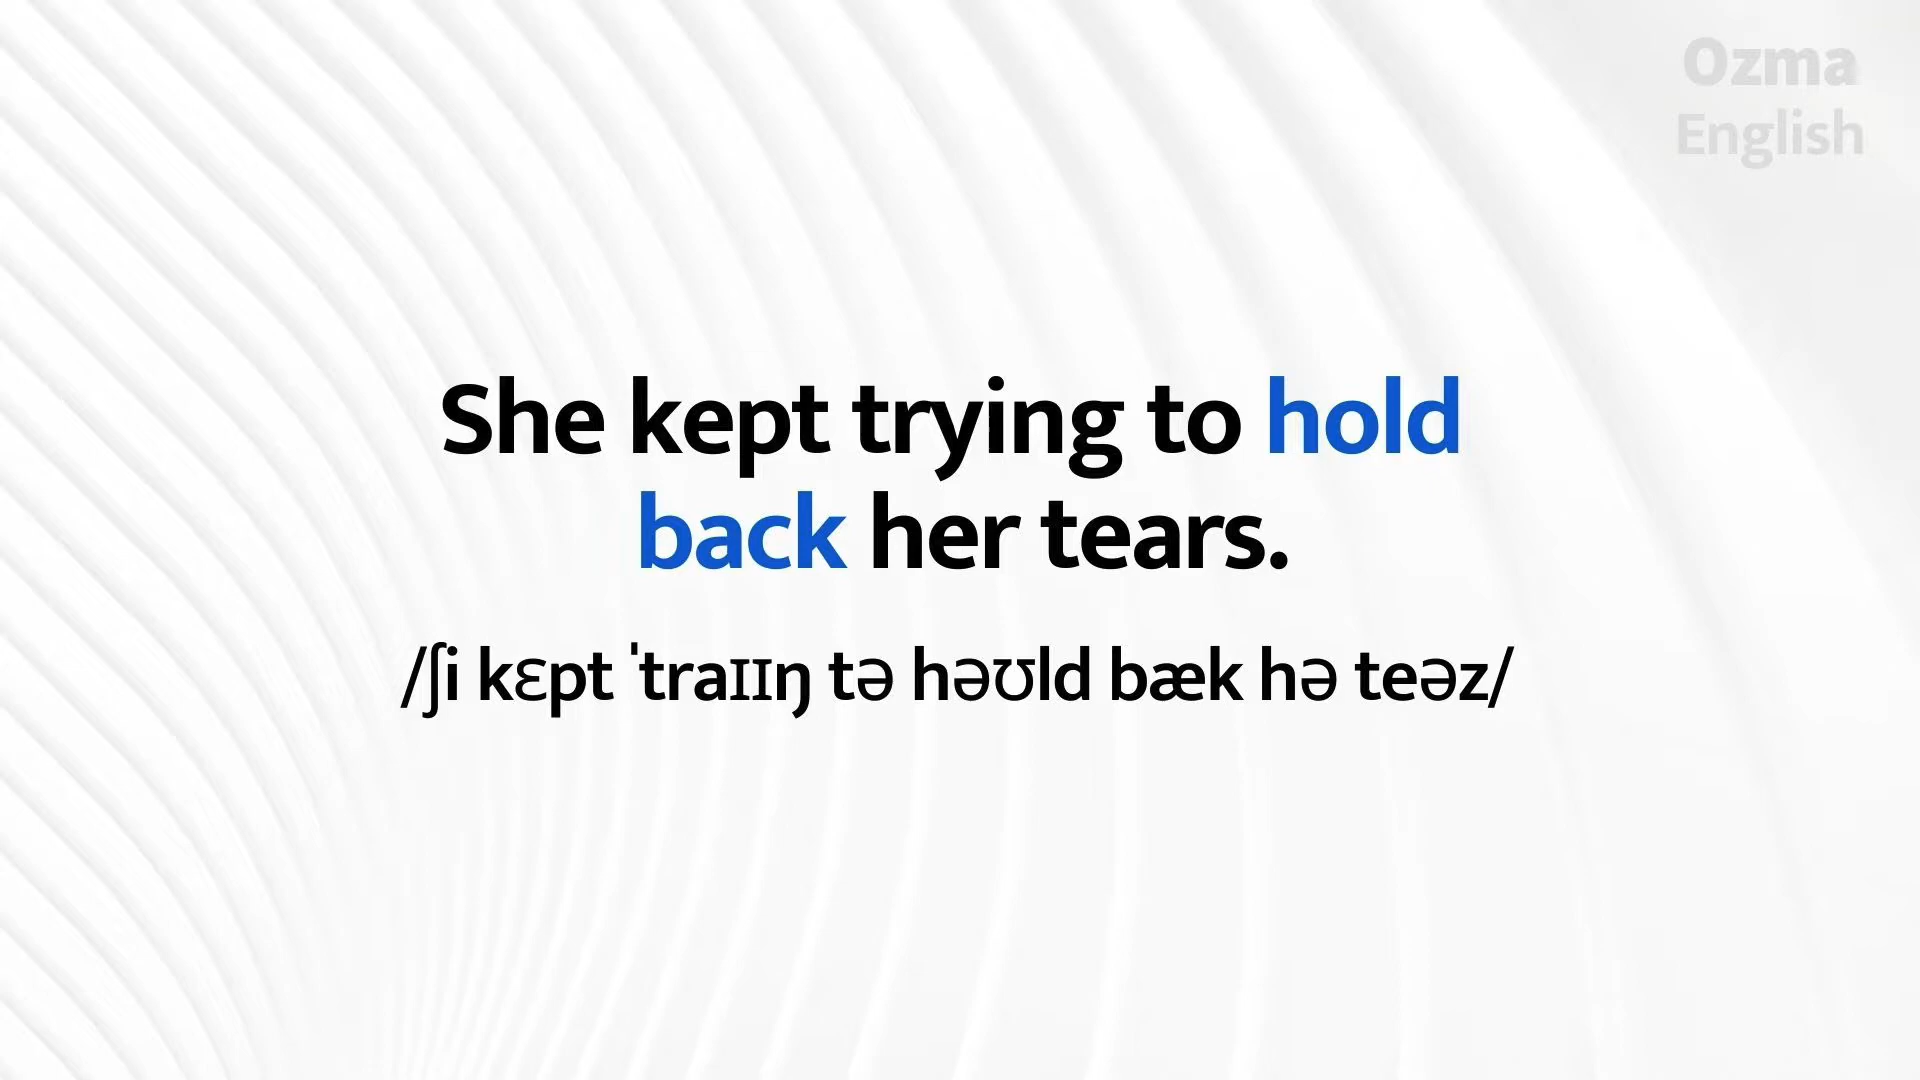 Ozma
English
She kept trying to hold
back her tears.
/ʃi kɛpt ˈtraɪɪŋ tə həʊld bæk hə teəz/